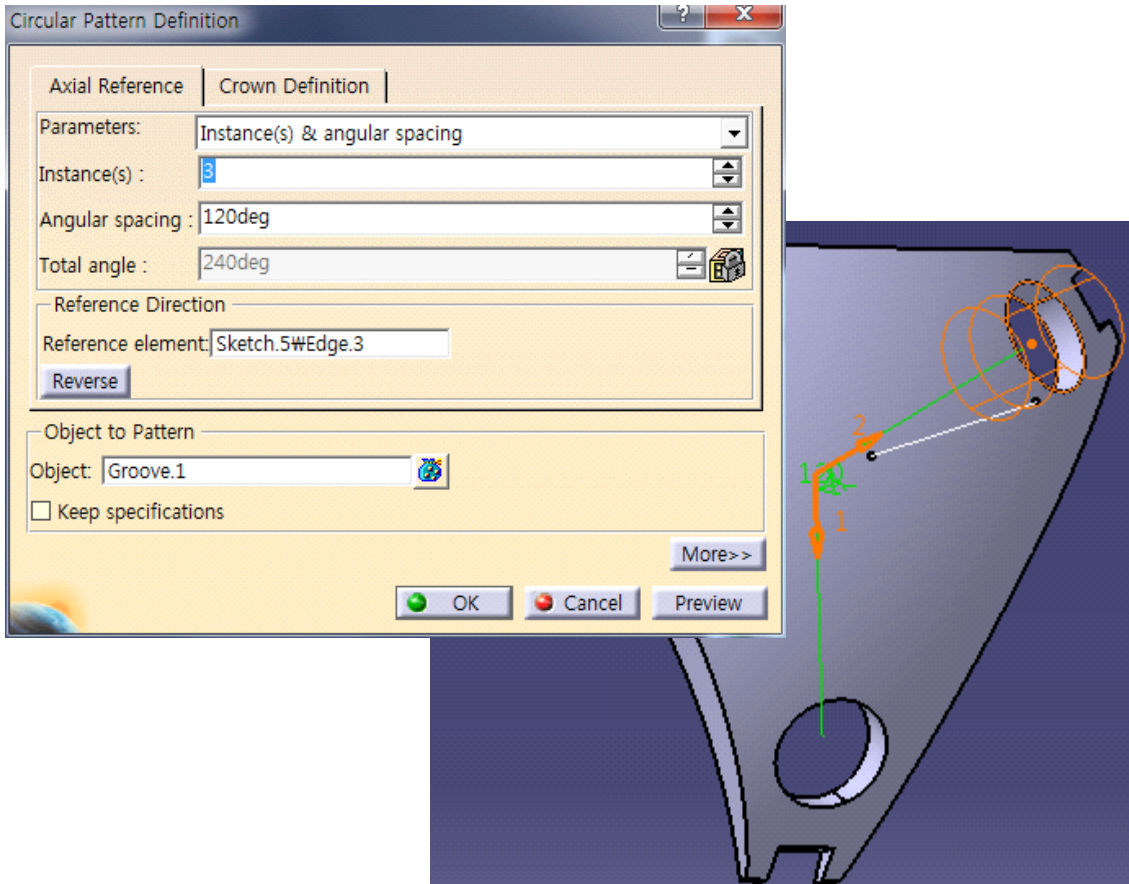 Circular Pattern Definition
? X
Axial Reference Crown Definition
Parameters: Instance(s) & angular spacing
Instance(s) : 3
Angular spacing : 120deg
Total angle : 240deg
Reference Direction
Reference element: Sketch.5₩Edge.3
Reverse
Object to Pattern
Object: Groove.1
Keep specifications
More>>
OK Cancel Preview
2
1